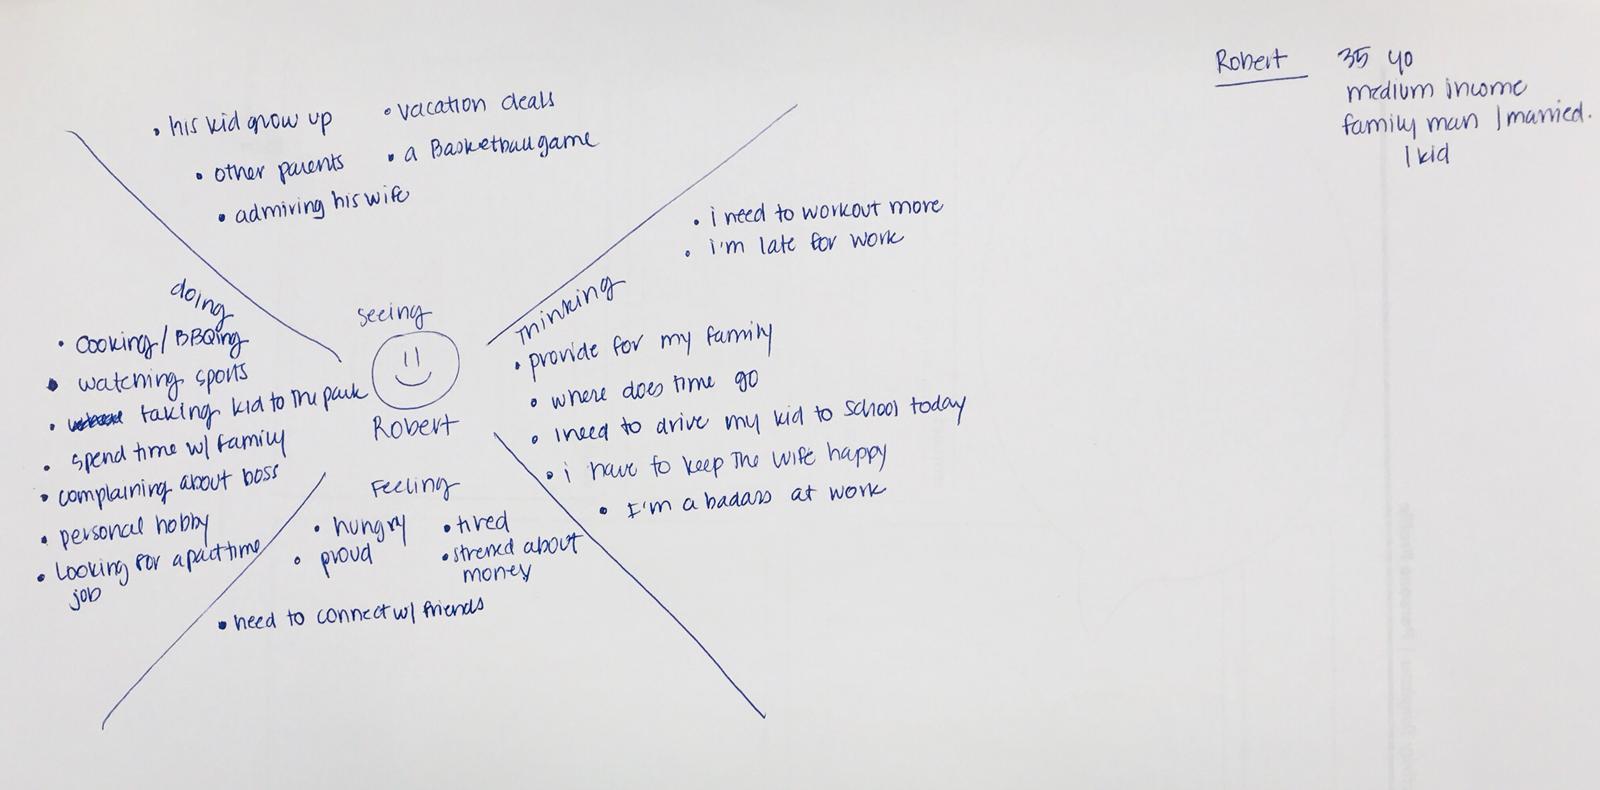 Robert 35 yo
medium income
family man / married.
1 kid
• his kid grow up
• vacation deals
• other parents
• a Basketball game
• admiring his wife
seeing
Robert
Thinking
• i need to workout more
• i'm late for work
• provide for my family
• where does time go
• I need to drive my kid to school today
• i have to keep the wife happy
• I'm a badass at work
doing
• cooking / BBQing
• watching sports
• taking kid to the park
• spend time w/ family
• complaining about boss
• personal hobby
• looking for a part time
job
Feeling
• hungry
• tired
• proud
• stressed about
money
• need to connect w/ friends